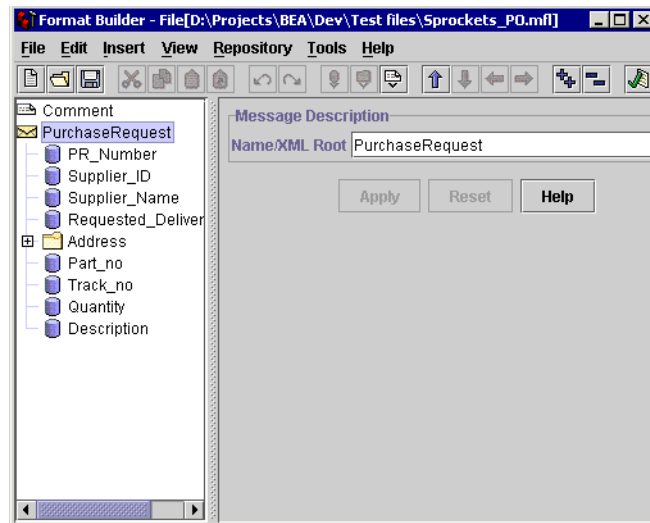 Format Builder - File[D:\Projects\BEA\Dev\Test files\Sprockets_PO.mfl]
File Edit Insert View Repository Tools Help
Comment
PurchaseRequest
PR_Number
Supplier_ID
Supplier_Name
Requested_Deliver
Address
Part_no
Track_no
Quantity
Description
Message Description
Name/XML Root PurchaseRequest
Apply Reset Help